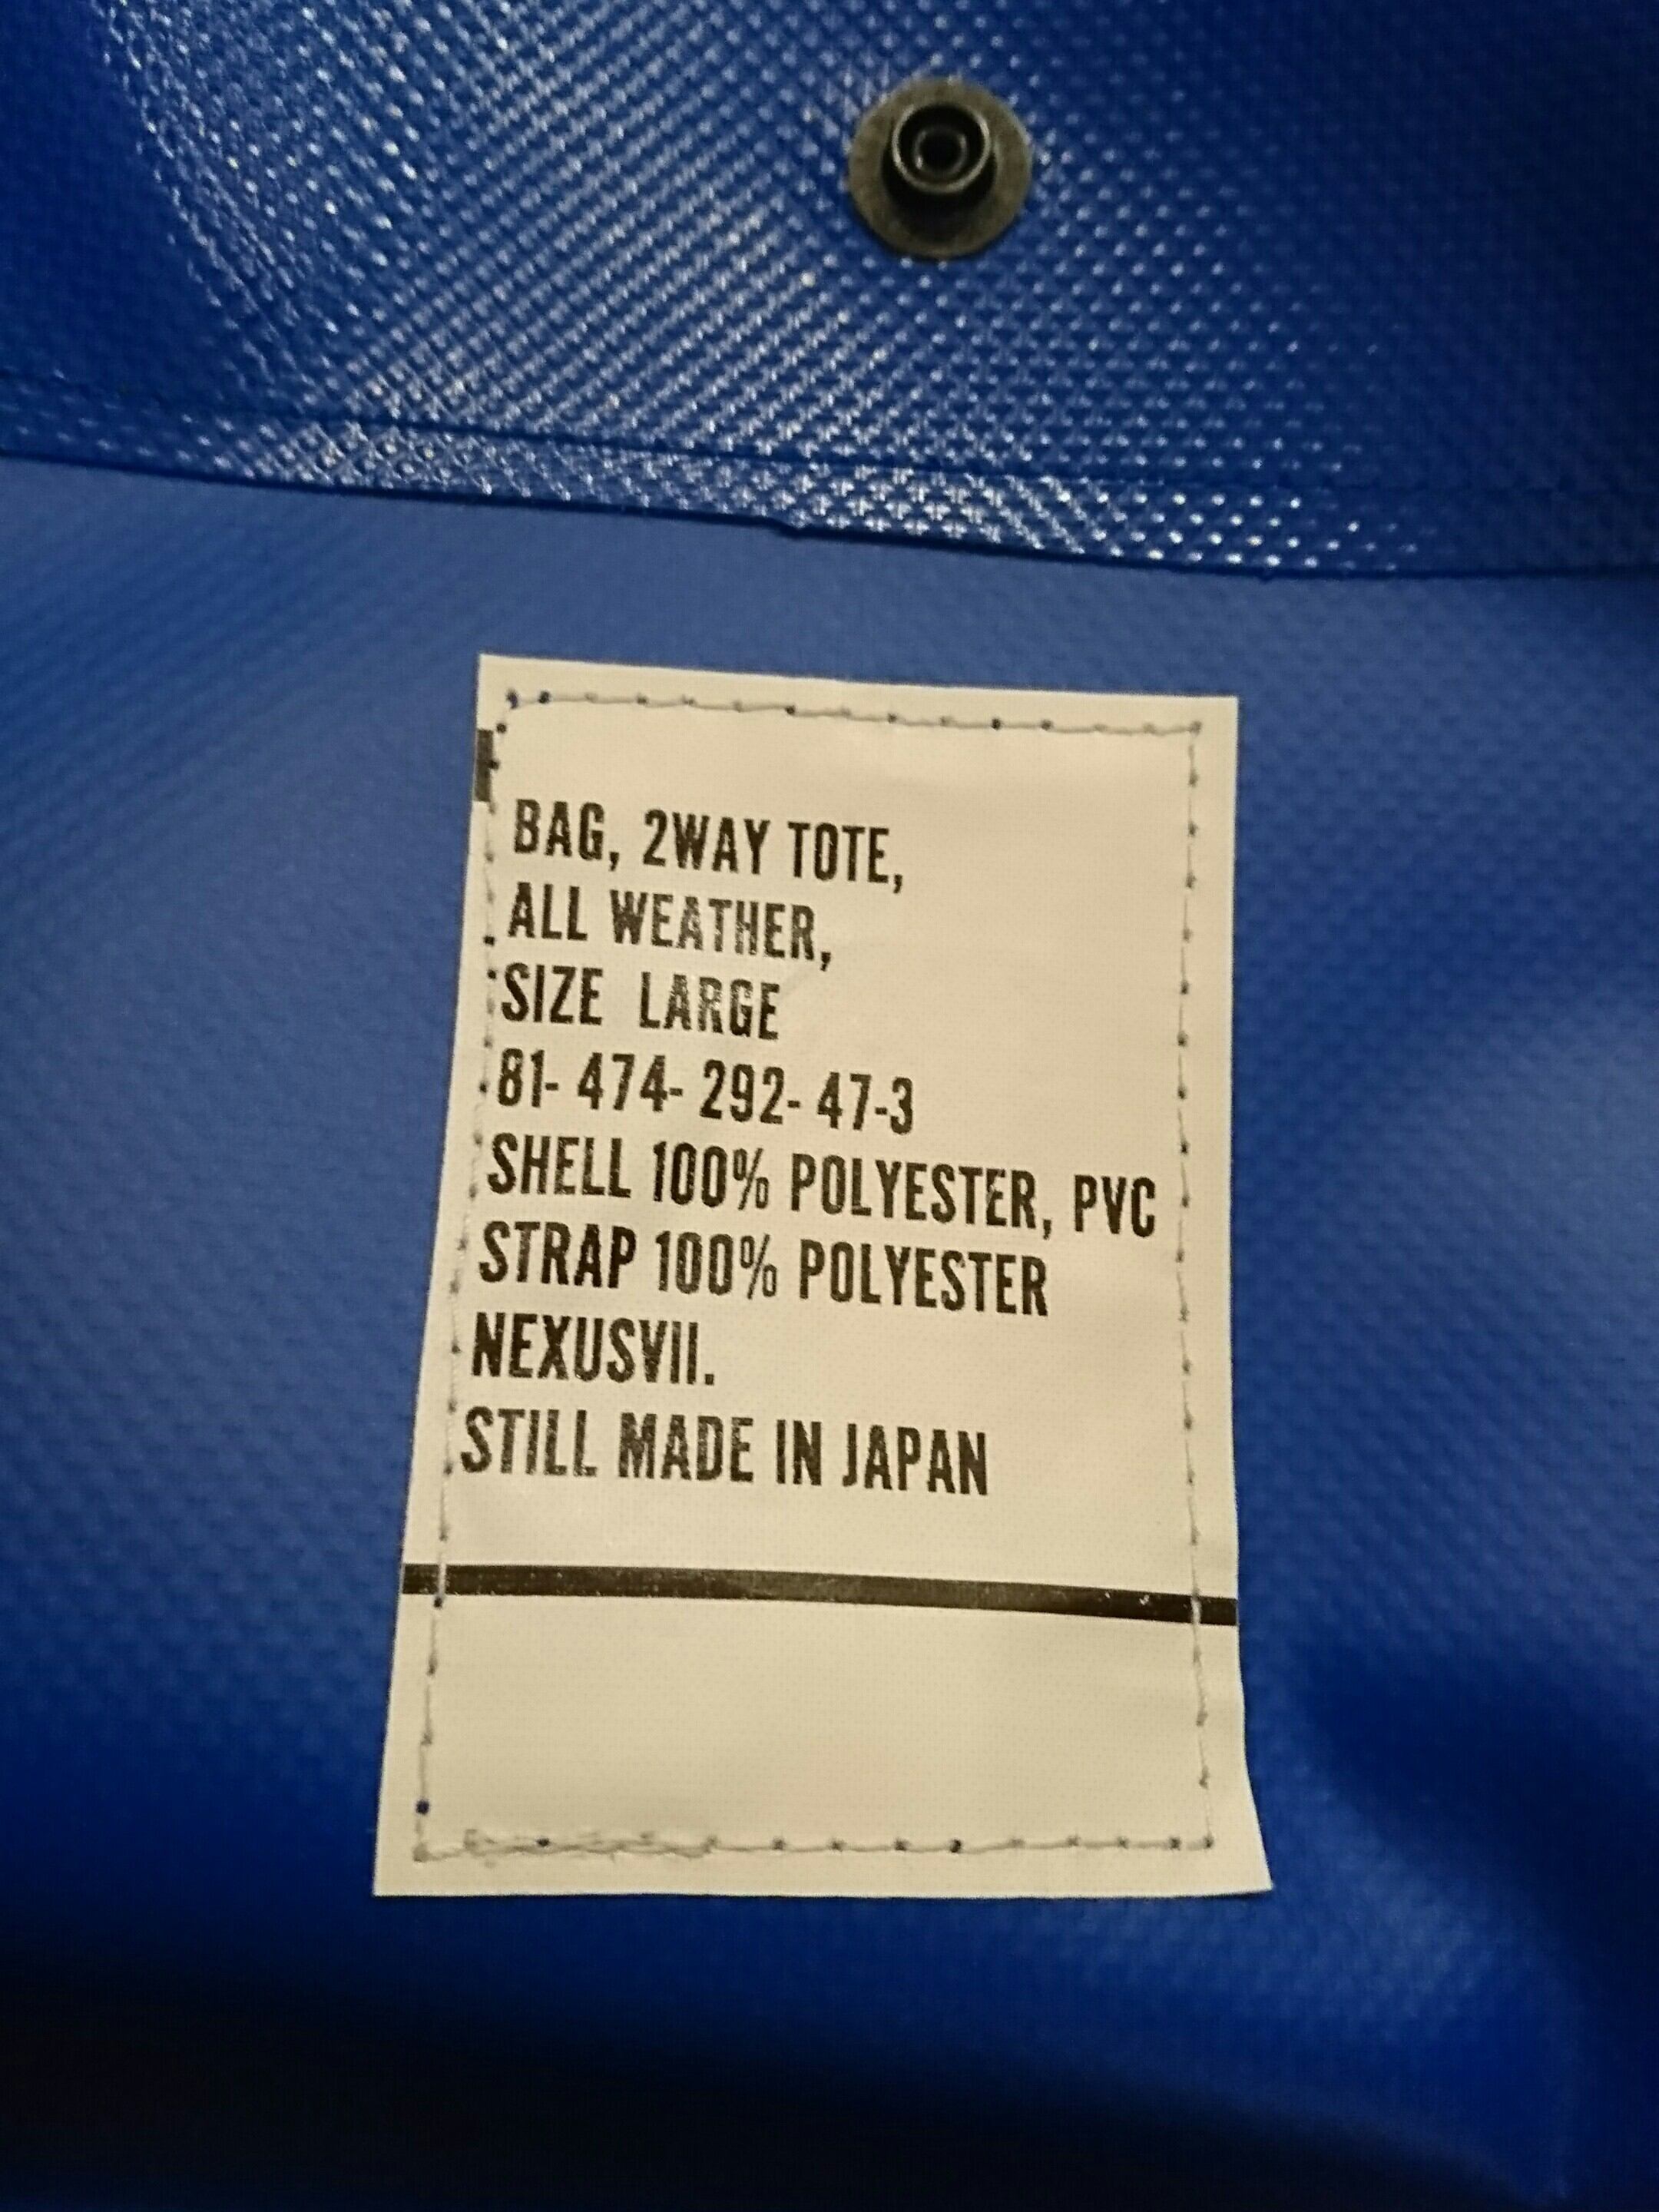 BAG, 2WAY TOTE,
ALL WEATHER,
SIZE LARGE
81- 474- 292- 47-3
SHELL 100% POLYESTER, PVC
STRAP 100% POLYESTER
NEXUSVII.
STILL MADE IN JAPAN